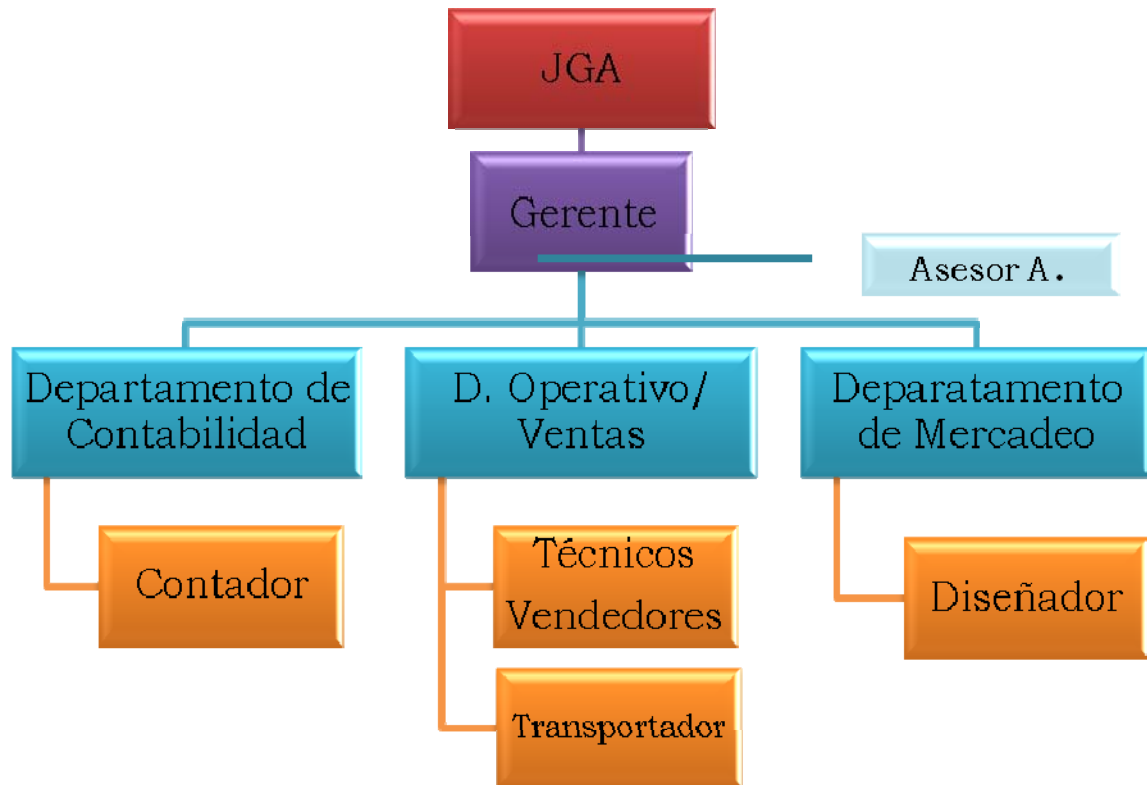 JGA
Gerente
Asesor A.
Departamento de
Contabilidad
D. Operativo/
Ventas
Deparatamento
de Mercadeo
Contador
Técnicos
Vendedores
Transportador
Diseñador